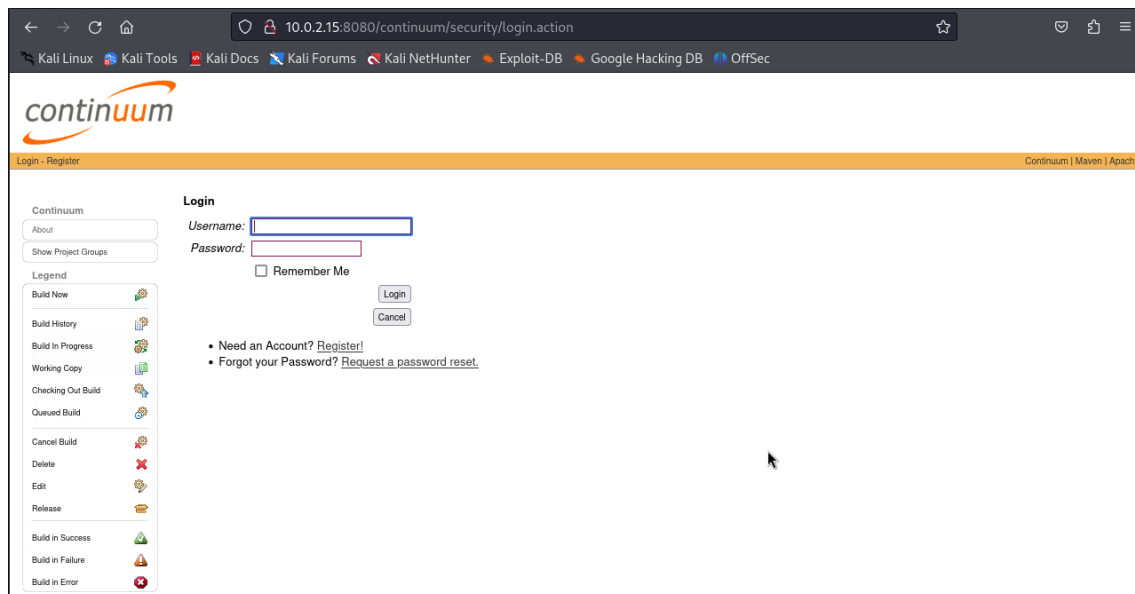 10.0.2.15:8080/continuum/security/login.action
Kali Linux Kali Tools Kali Docs Kali Forums Kali NetHunter Exploit-DB Google Hacking DB OffSec
continuum
Login - Register Continuum | Maven | Apach
Login
Username:
Password:
Remember Me
Login
Cancel
• Need an Account? Register!
• Forgot your Password? Request a password reset.
Continuum
About
Show Project Groups
Legend
Build Now
Build History
Build In Progress
Working Copy
Checking Out Build
Queued Build
Cancel Build
Delete
Edit
Release
Build in Success
Build in Failure
Build in Error